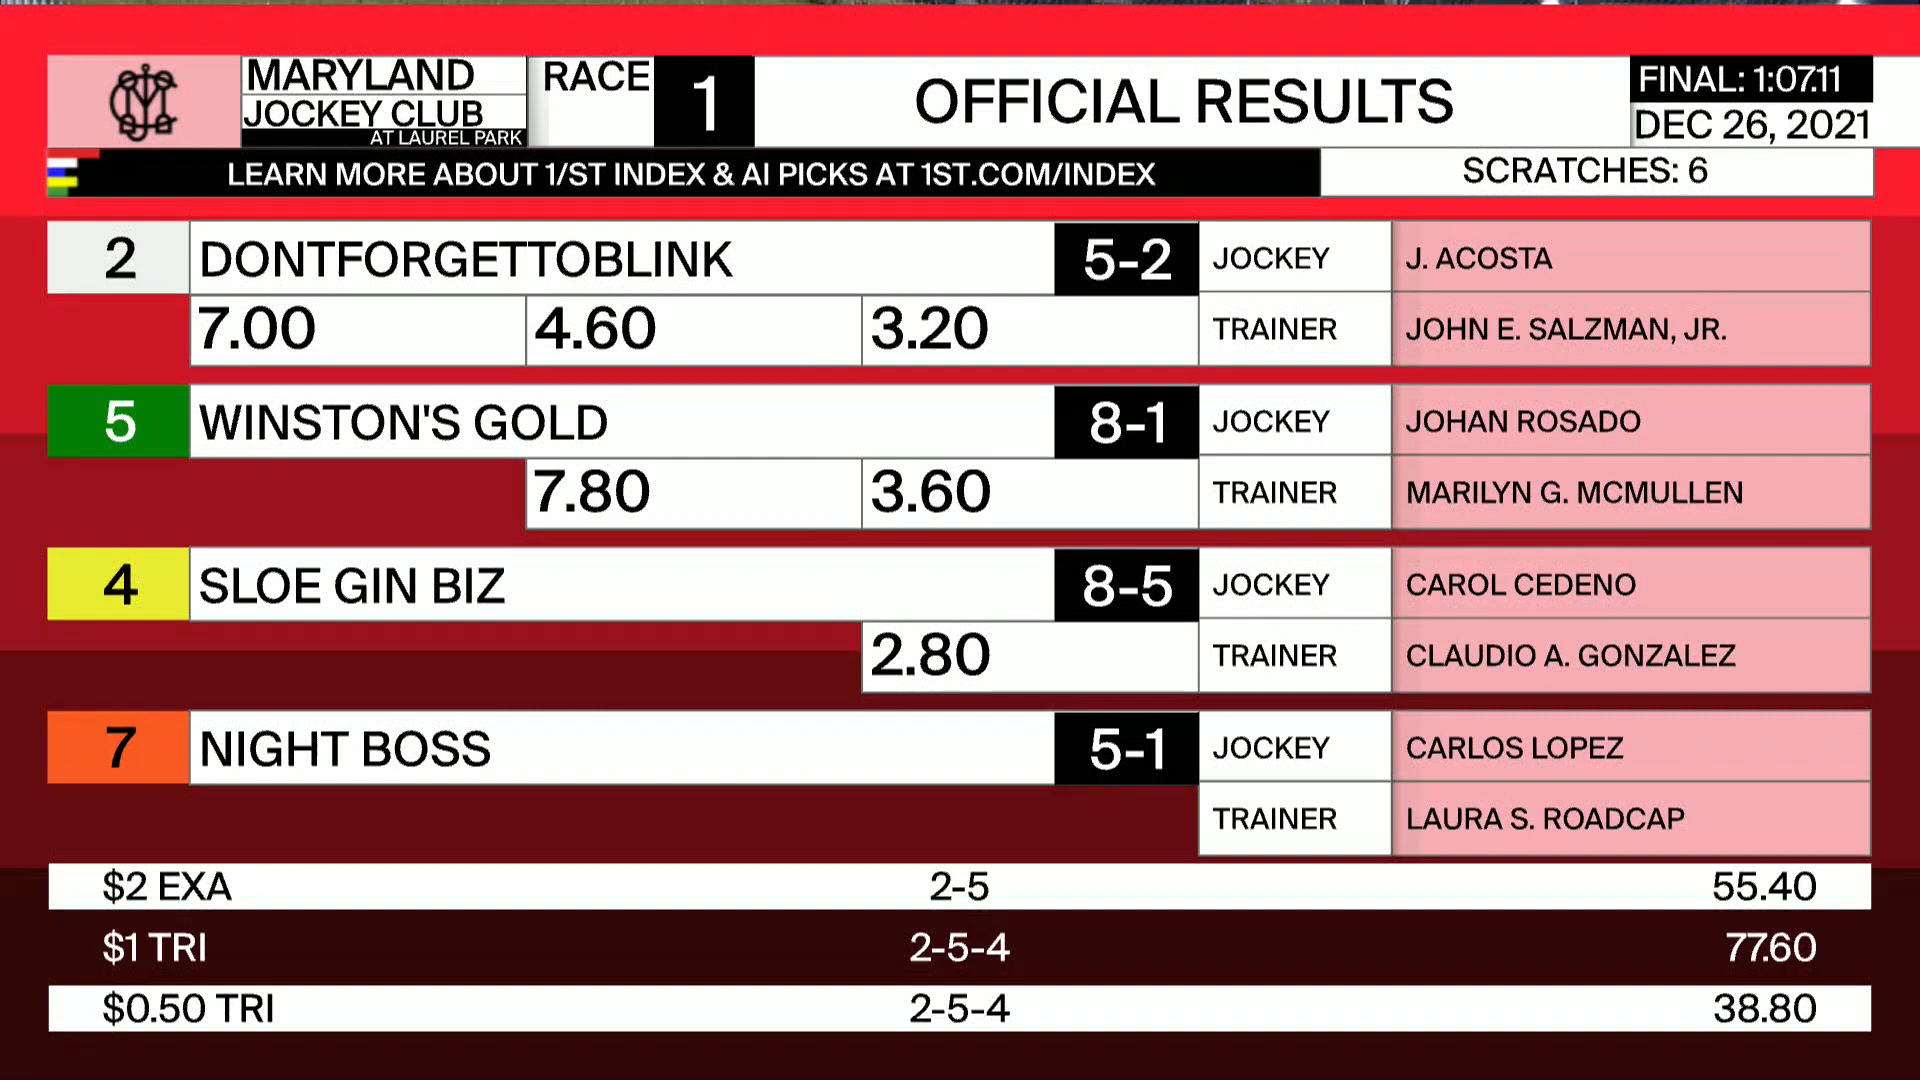 MARYLAND
JOCKEY CLUB
AT LAUREL PARK
RACE 1
OFFICIAL RESULTS
FINAL: 1:07.11
DEC 26, 2021
LEARN MORE ABOUT 1/ST INDEX & AI PICKS AT 1ST.COM/INDEX
SCRATCHES: 6
2 DONTFORGETTOBLINK 5-2 JOCKEY J. ACOSTA
7.00 4.60 3.20 TRAINER JOHN E. SALZMAN, JR.
5 WINSTON'S GOLD 8-1 JOCKEY JOHAN ROSADO
7.80 3.60 TRAINER MARILYN G. MCMULLEN
4 SLOE GIN BIZ 8-5 JOCKEY CAROL CEDENO
2.80 TRAINER CLAUDIO A. GONZALEZ
7 NIGHT BOSS 5-1 JOCKEY CARLOS LOPEZ
TRAINER LAURA S. ROADCAP
$2 EXA 2-5 55.40
$1 TRI 2-5-4 77.60
$0.50 TRI 2-5-4 38.80